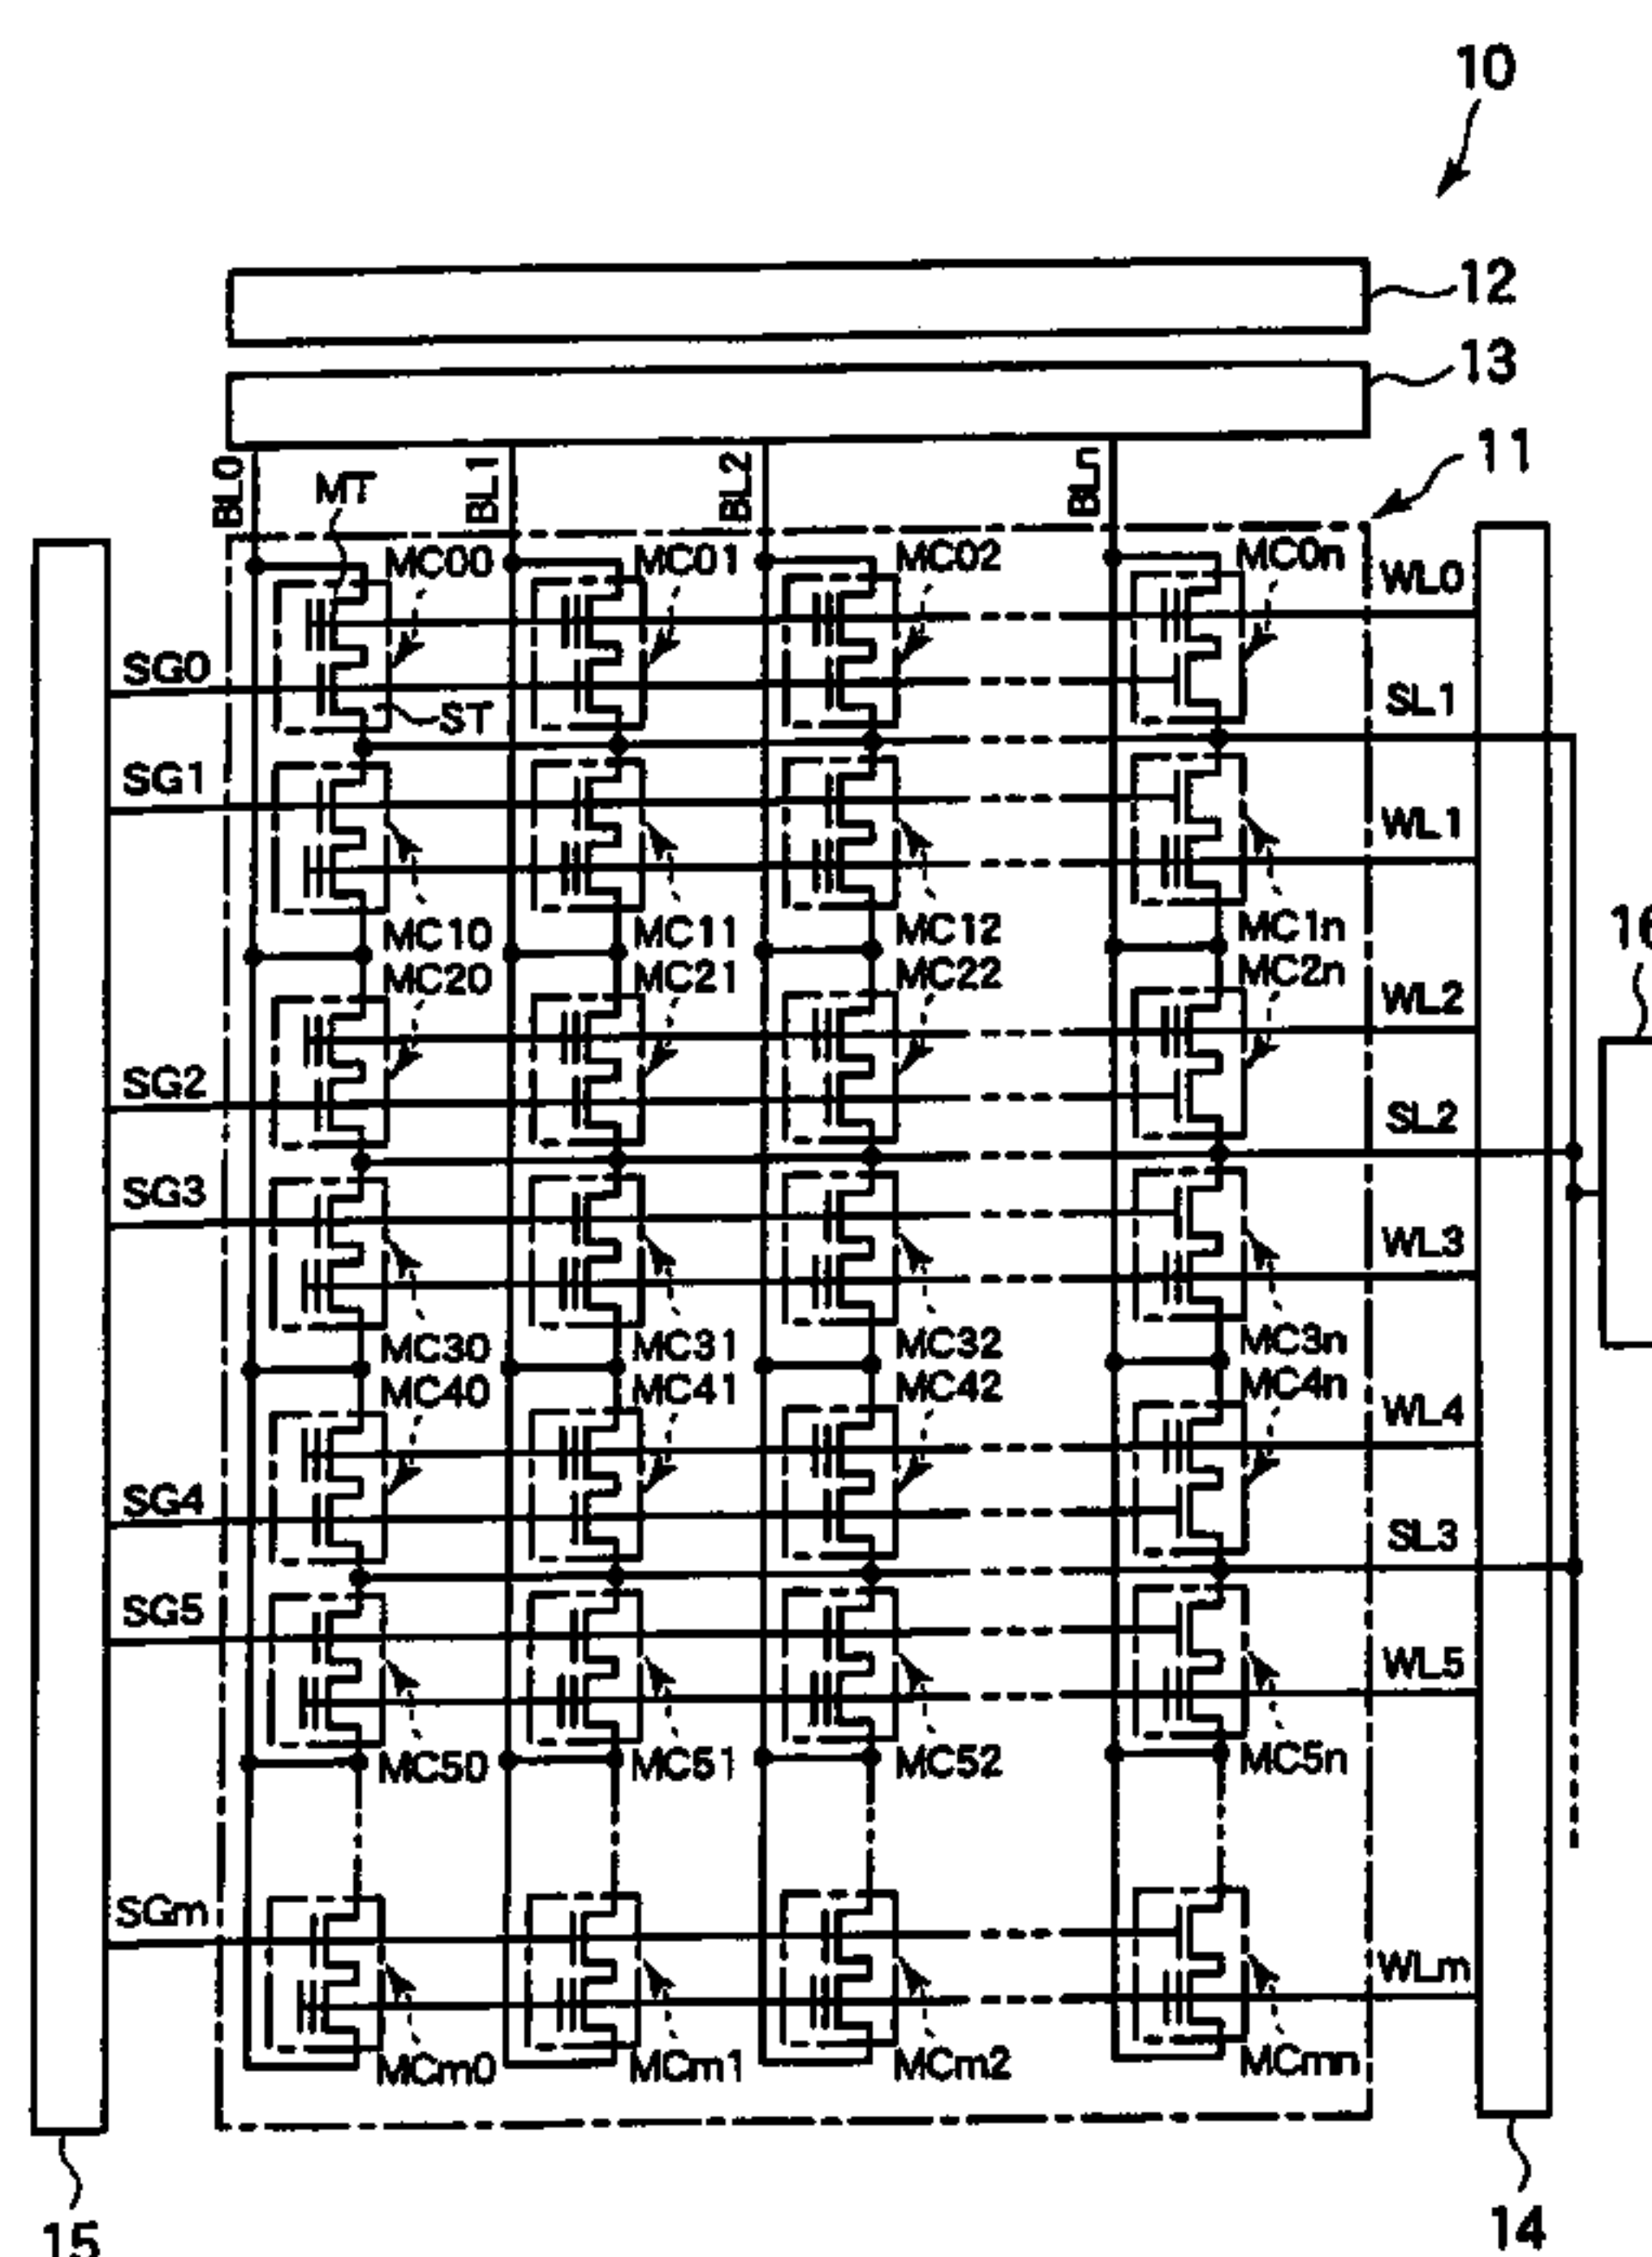 10
12
13
11
BL0 BL1 BL2 BLn
MT
MC00 MC01 MC02 MC0n WL0
SG0 SL1
ST
SG1 WL1
MC10 MC11 MC12 MC1n
16
MC20 MC21 MC22 MC2n WL2
SG2 SL2
SG3 WL3
MC30 MC31 MC32 MC3n
MC40 MC41 MC42 MC4n WL4
SG4 SL3
SG5 WL5
MC50 MC51 MC52 MC5n
SGm WLm
MCm0 MCm1 MCm2 MCmn
15 14